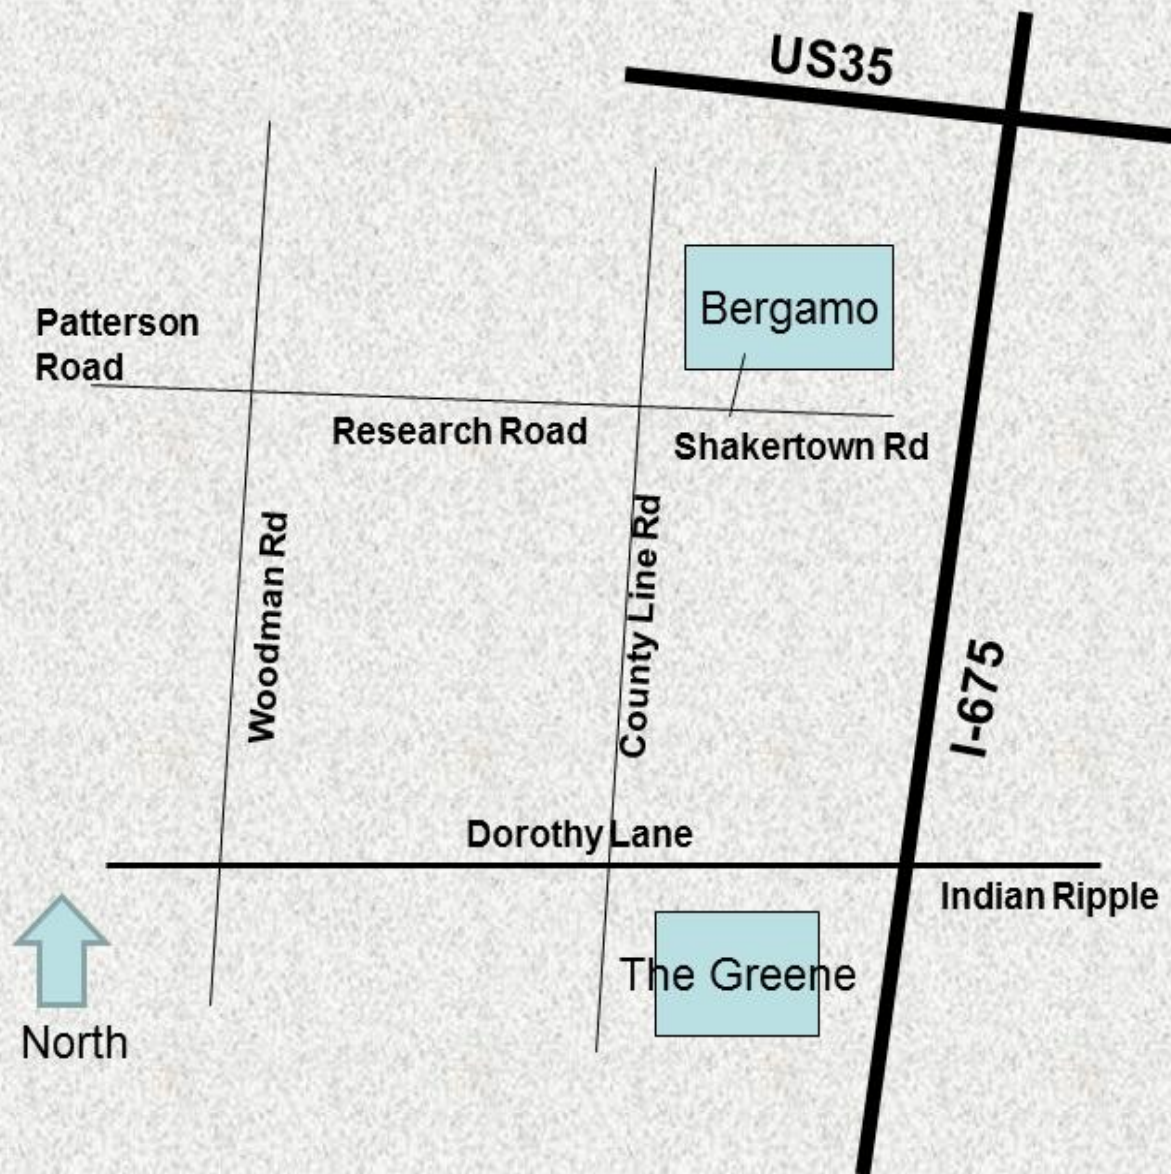 US35
Bergamo
Patterson
Road
Research Road
Shakertown Rd
Woodman Rd
County Line Rd
I-675
Dorothy Lane
Indian Ripple
The Greene
North